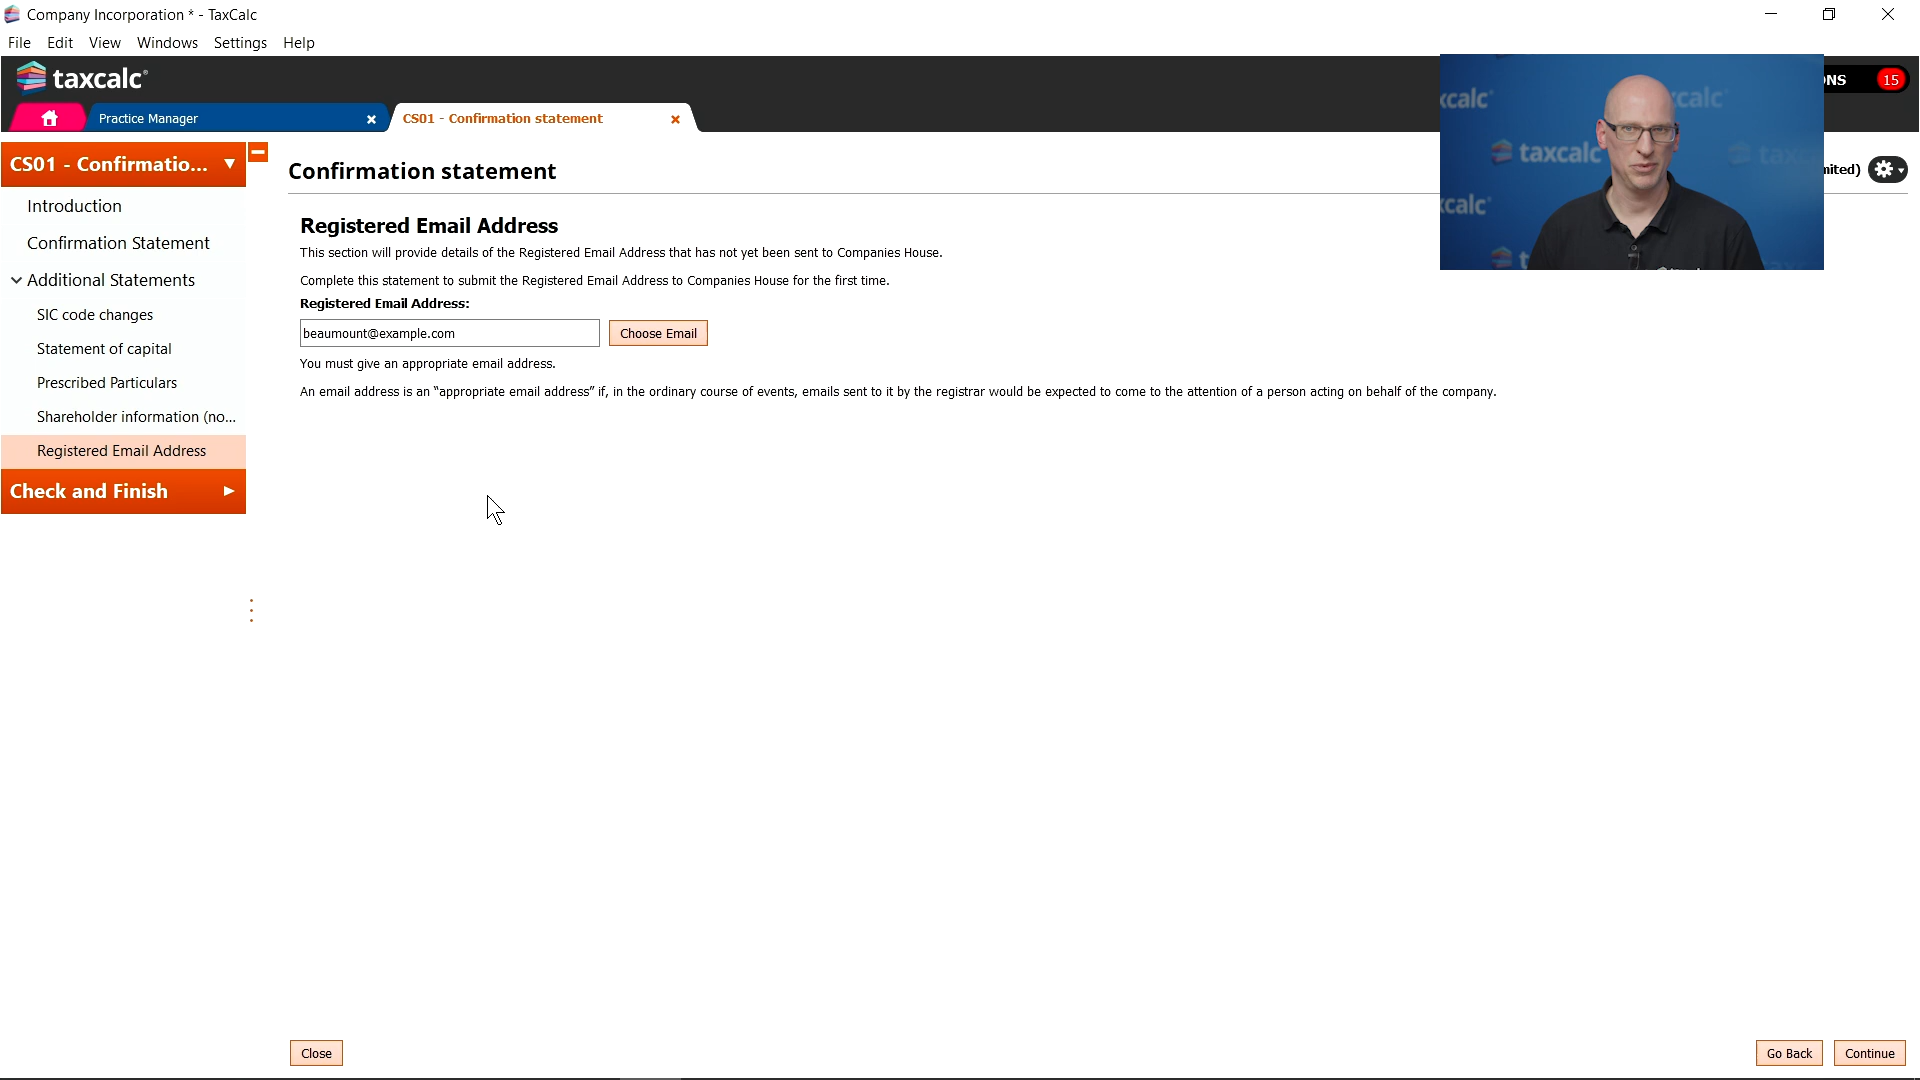 Company Incorporation * - TaxCalc
File Edit View Windows Settings Help
taxcalc
NS 15
Practice Manager
CS01 - Confirmation statement
CS01 - Confirmatio...
Introduction
Confirmation Statement
Additional Statements
SIC code changes
Statement of capital
Prescribed Particulars
Shareholder information (no...
Registered Email Address
Check and Finish
Confirmation statement
mited)
Registered Email Address
This section will provide details of the Registered Email Address that has not yet been sent to Companies House.
Complete this statement to submit the Registered Email Address to Companies House for the first time.
Registered Email Address:
beaumount@example.com Choose Email
You must give an appropriate email address.
An email address is an "appropriate email address" if, in the ordinary course of events, emails sent to it by the registrar would be expected to come to the attention of a person acting on behalf of the company.
xcalc
calc
taxcalc
taxc
xcalc
Close
Go Back Continue